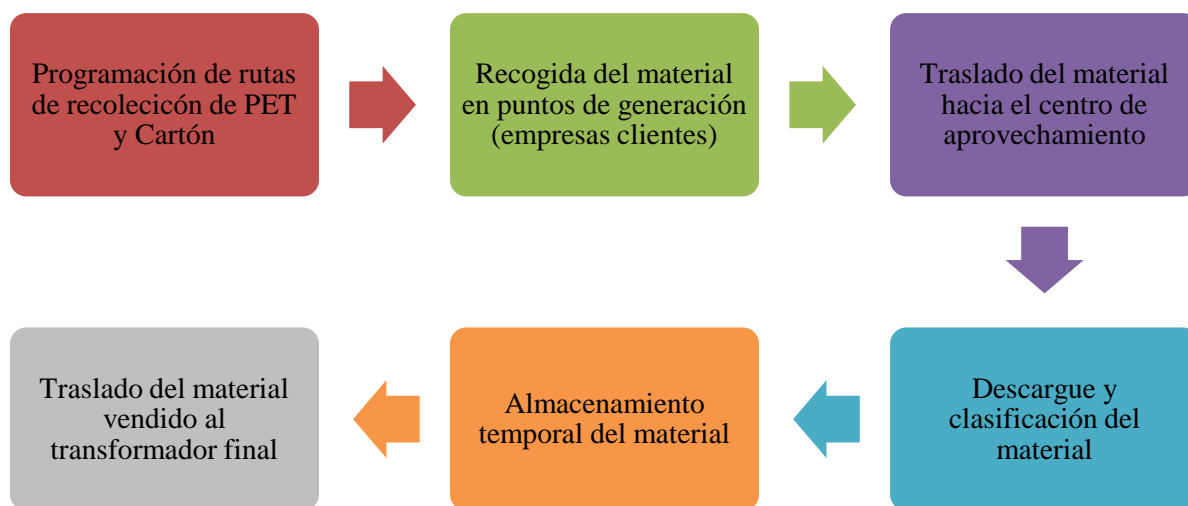 Programación de rutas
de recolecicón de PET
y Cartón
Recogida del material
en puntos de generación
(empresas clientes)
Traslado del material
hacia el centro de
aprovechamiento
Descargue y
clasificación del
material
Almacenamiento
temporal del material
Traslado del material
vendido al
transformador final